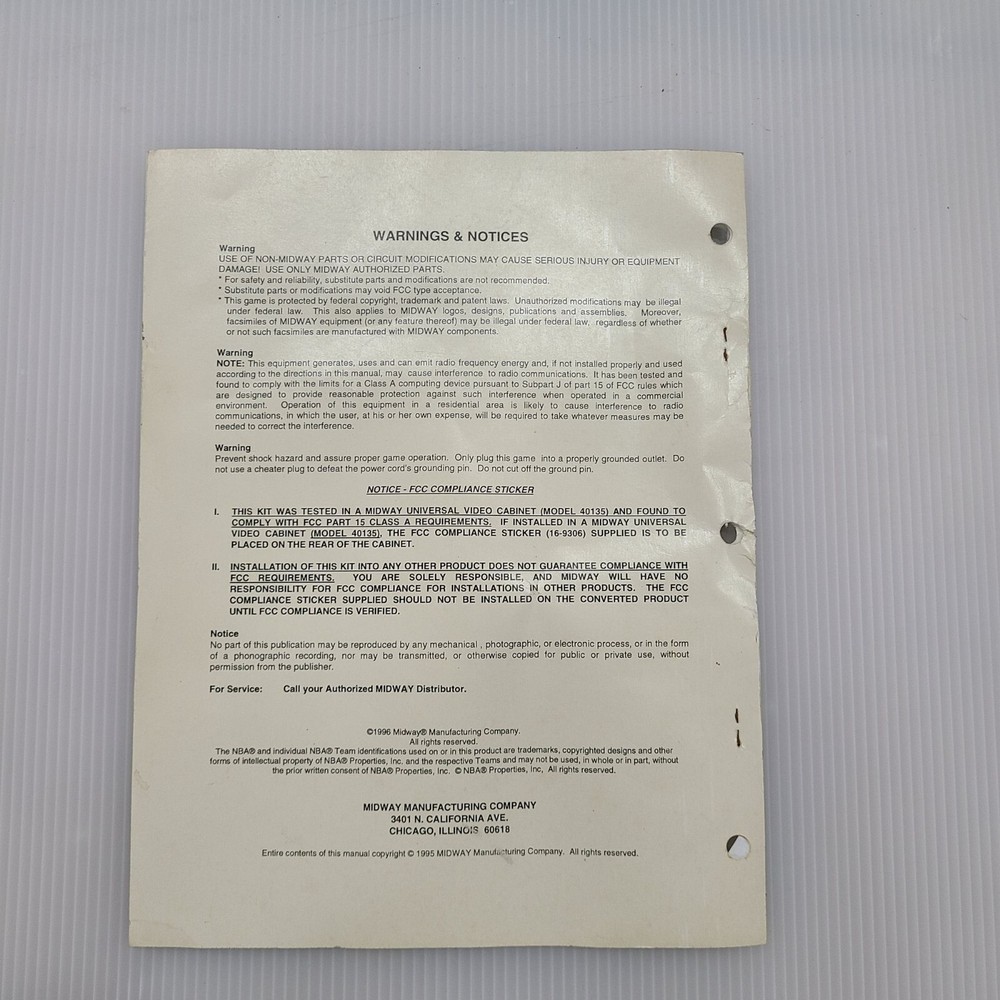 WARNINGS & NOTICES
Warning
USE OF NON-MIDWAY PARTS OR CIRCUIT MODIFICATIONS MAY CAUSE SERIOUS INJURY OR EQUIPMENT
DAMAGE! USE ONLY MIDWAY AUTHORIZED PARTS.
* For safety and reliability, substitute parts and modifications are not recommended.
* Substitute parts or modifications may void FCC type acceptance.
* This game is protected by federal copyright, trademark and patent laws. Unauthorized modifications may be illegal
under federal law. This also applies to MIDWAY logos, designs, publications and assemblies. Moreover,
facsimiles of MIDWAY equipment (or any feature thereof) may be illegal under federal law, regardless of whether
or not such facsimiles are manufactured with MIDWAY components.
Warning
NOTE: This equipment generates, uses and can emit radio frequency energy and, if not installed properly and used
according to the directions in this manual, may cause interference to radio communications. It has been tested and
found to comply with the limits for a Class A computing device pursuant to Subpart J of part 15 of FCC rules which
are designed to provide reasonable protection against such interference when operated in a commercial
environment. Operation of this equipment in a residential area is likely to cause interference to radio
communications, in which the user, at his or her own expense, will be required to take whatever measures may be
needed to correct the interference.
Warning
Prevent shock hazard and assure proper game operation. Only plug this game into a properly grounded outlet. Do
not use a cheater plug to defeat the power cord's grounding pin. Do not cut off the ground pin.
NOTICE - FCC COMPLIANCE STICKER
I. THIS KIT WAS TESTED IN A MIDWAY UNIVERSAL VIDEO CABINET (MODEL 40135) AND FOUND TO
COMPLY WITH FCC PART 15 CLASS A REQUIREMENTS. IF INSTALLED IN A MIDWAY UNIVERSAL
VIDEO CABINET (MODEL 40135), THE FCC COMPLIANCE STICKER (16-9306) SUPPLIED IS TO BE
PLACED ON THE REAR OF THE CABINET.
II. INSTALLATION OF THIS KIT INTO ANY OTHER PRODUCT DOES NOT GUARANTEE COMPLIANCE WITH
FCC REQUIREMENTS. YOU ARE SOLELY RESPONSIBLE, AND MIDWAY WILL HAVE NO
RESPONSIBILITY FOR FCC COMPLIANCE FOR INSTALLATIONS IN OTHER PRODUCTS. THE FCC
COMPLIANCE STICKER SUPPLIED SHOULD NOT BE INSTALLED ON THE CONVERTED PRODUCT
UNTIL FCC COMPLIANCE IS VERIFIED.
Notice
No part of this publication may be reproduced by any mechanical , photographic, or electronic process, or in the form
of a phonographic recording, nor may be transmitted, or otherwise copied for public or private use, without
permission from the publisher.
For Service: Call your Authorized MIDWAY Distributor.
©1996 Midway® Manufacturing Company.
All rights reserved.
The NBA® and individual NBA® Team identifications used on or in this product are trademarks, copyrighted designs and other
forms of intellectual property of NBA® Properties, Inc. and the respective Teams and may not be used, in whole or in part, without
the prior written consent of NBA® Properties, Inc. © NBA® Properties, Inc, All rights reserved.
MIDWAY MANUFACTURING COMPANY
3401 N. CALIFORNIA AVE.
CHICAGO, ILLINOIS 60618
Entire contents of this manual copyright © 1995 MIDWAY Manufacturing Company. All rights reserved.